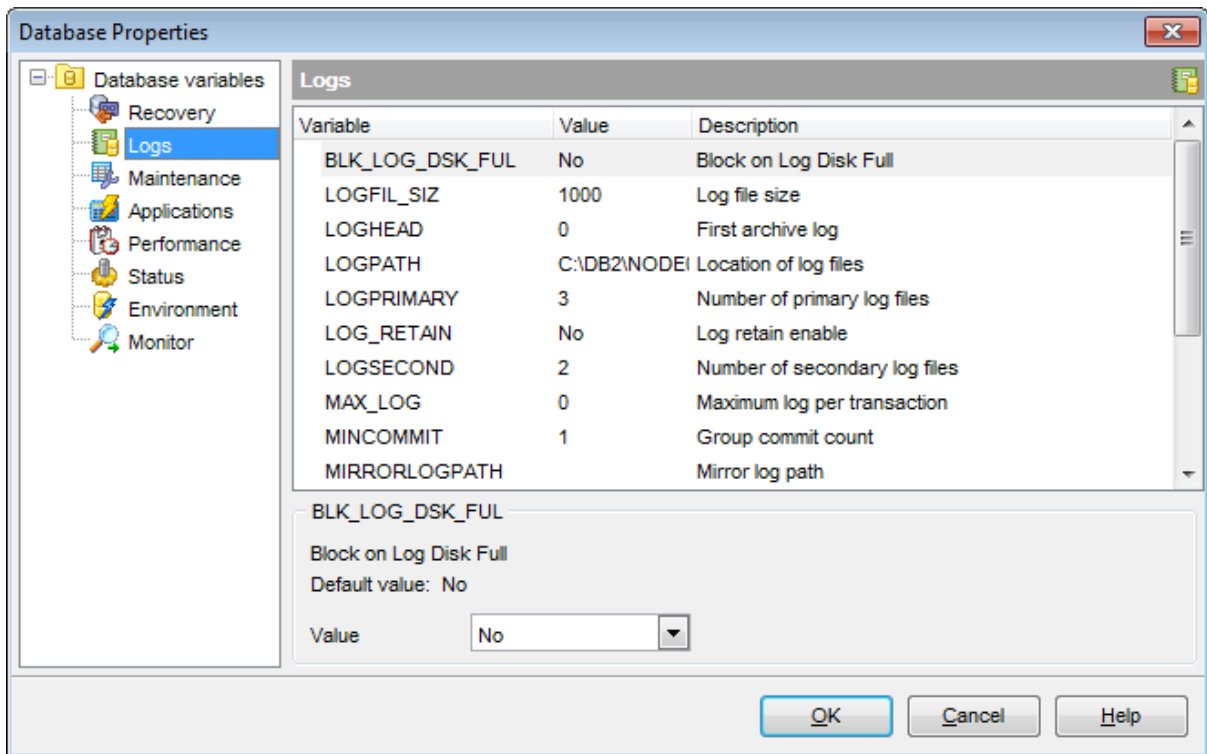 Database Properties
Database variables
Recovery
Logs
Maintenance
Applications
Performance
Status
Environment
Monitor
Logs
Variable Value Description
BLK_LOG_DSK_FUL No Block on Log Disk Full
LOGFIL_SIZ 1000 Log file size
LOGHEAD 0 First archive log
LOGPATH C:\DB2\NODE( Location of log files
LOGPRIMARY 3 Number of primary log files
LOG_RETAIN No Log retain enable
LOGSECOND 2 Number of secondary log files
MAX_LOG 0 Maximum log per transaction
MINCOMMIT 1 Group commit count
MIRRORLOGPATH Mirror log path
BLK_LOG_DSK_FUL
Block on Log Disk Full
Default value: No
Value No
OK Cancel Help